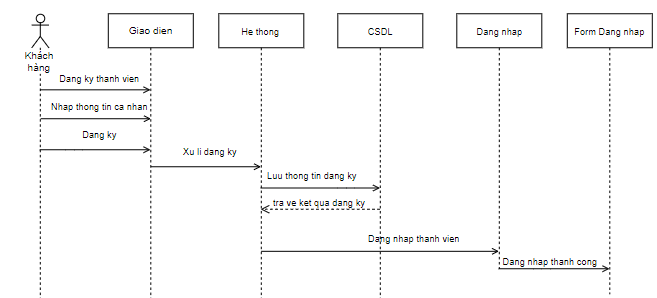 Giao dien
He thong
CSDL
Dang nhap
Form Dang nhap
Khách
hàng
Dang ky thanh vien
Nhap thong tin ca nhan
Dang ky
Xu li dang ky
Luu thong tin dang ky
tra ve ket qua dang ky
Dang nhap thanh vien
Dang nhap thanh cong